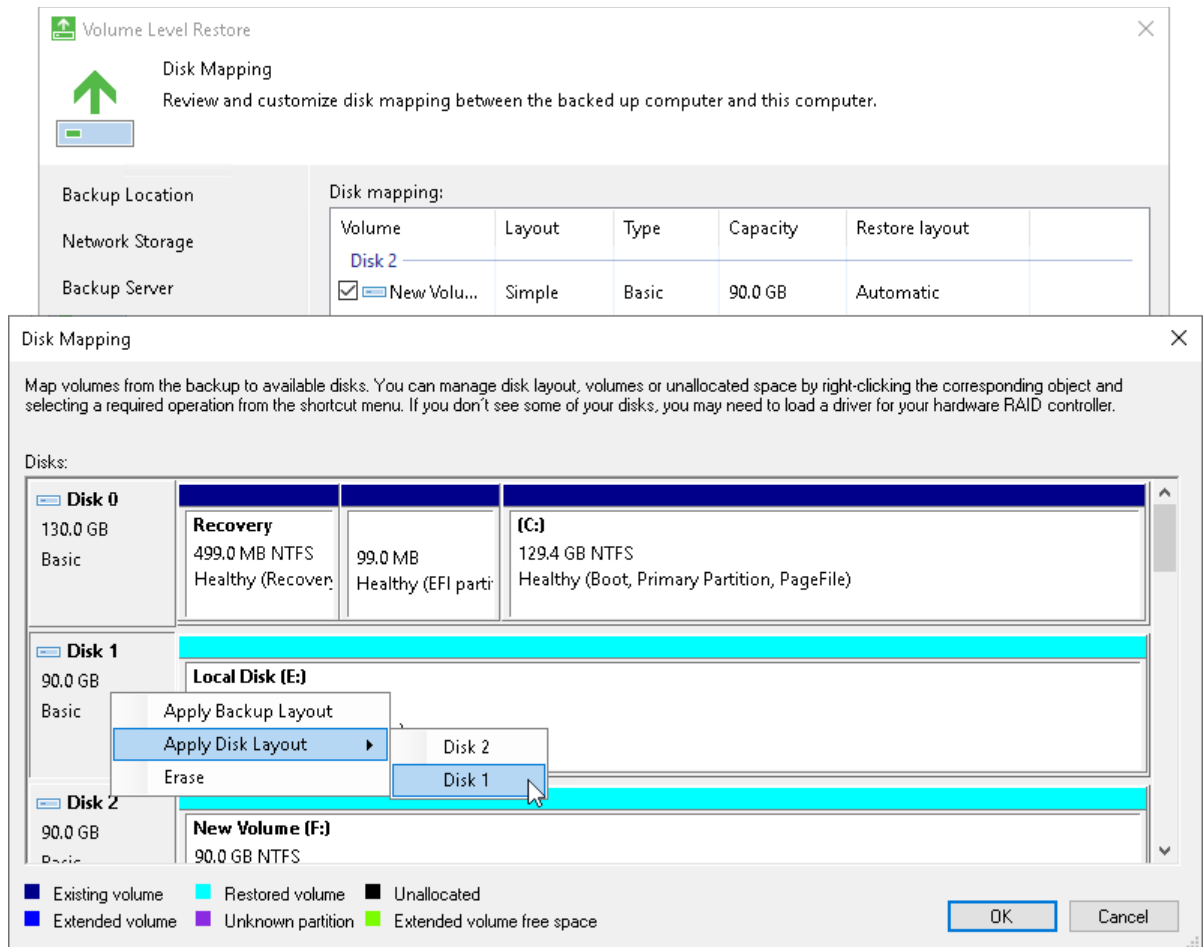 Volume Level Restore
Disk Mapping
Review and customize disk mapping between the backed up computer and this computer.
Backup Location
Network Storage
Backup Server
Disk mapping:
Volume Layout Type Capacity Restore layout
Disk 2
New Volu... Simple Basic 90.0 GB Automatic
Disk Mapping
Map volumes from the backup to available disks. You can manage disk layout, volumes or unallocated space by right-clicking the corresponding object and
selecting a required operation from the shortcut menu. If you don´t see some of your disks, you may need to load a driver for your hardware RAID controller.
Disks:
Disk 0
130.0 GB
Basic
Recovery
499.0 MB NTFS
Healthy (Recover
99.0 MB
Healthy (EFI parti
(C:)
129.4 GB NTFS
Healthy (Boot, Primary Partition, PageFile)
Disk 1
90.0 GB
Basic
Local Disk (E:)
Apply Backup Layout
Apply Disk Layout
Erase
Disk 2
Disk 1
Disk 2
90.0 GB
Basic
New Volume (F:)
90.0 GB NTFS
Existing volume Restored volume Unallocated
Extended volume Unknown partition Extended volume free space
OK Cancel